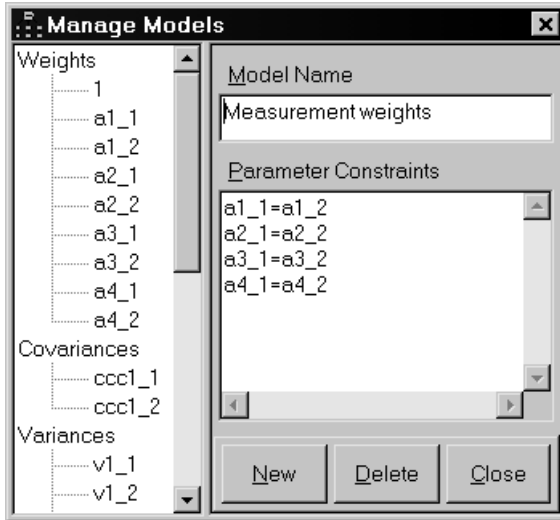 Manage Models
Weights
1
a1_1
a1_2
a2_1
a2_2
a3_1
a3_2
a4_1
a4_2
Covariances
ccc1_1
ccc1_2
Variances
v1_1
v1_2
Model Name
Measurement weights
Parameter Constraints
a1_1=a1_2
a2_1=a2_2
a3_1=a3_2
a4_1=a4_2
New
Delete
Close